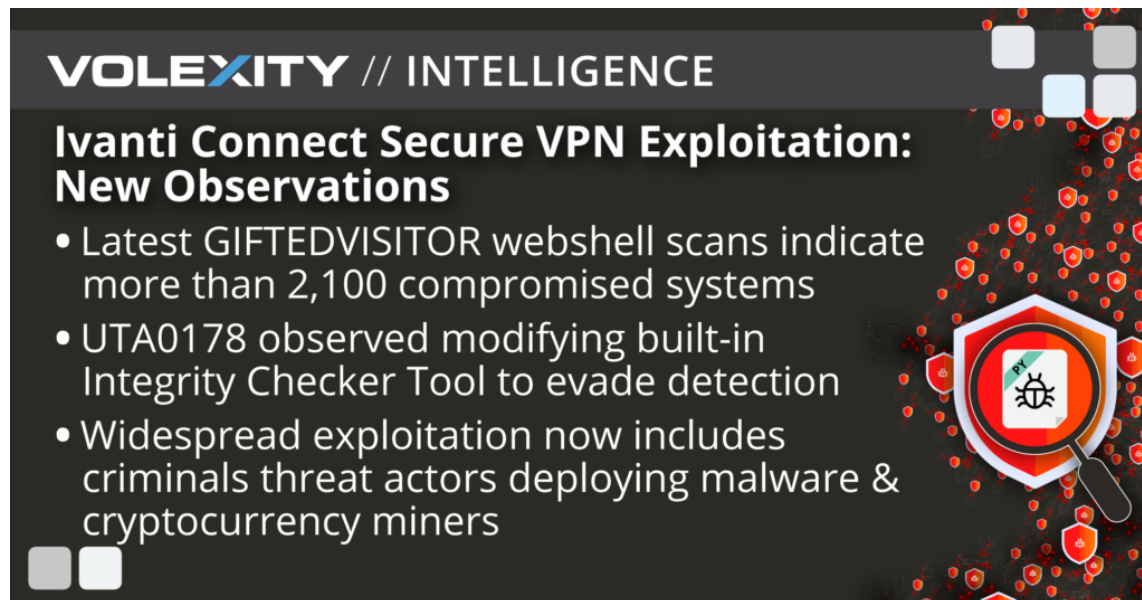 VOLEXITY // INTELLIGENCE
Ivanti Connect Secure VPN Exploitation:
New Observations
• Latest GIFTEDVISITOR webshell scans indicate
more than 2,100 compromised systems
• UTA0178 observed modifying built-in
Integrity Checker Tool to evade detection
• Widespread exploitation now includes
criminals threat actors deploying malware &
cryptocurrency miners
PY